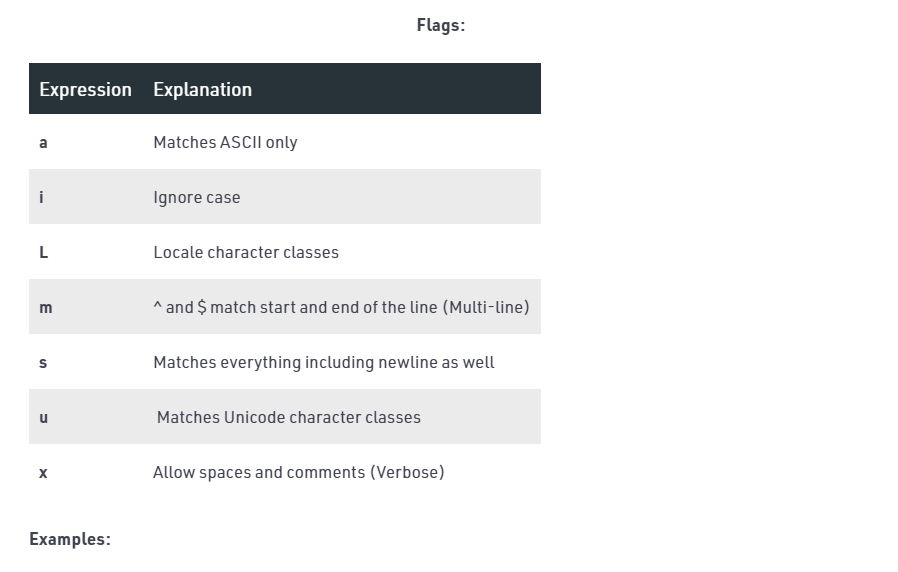 Flags:
Expression Explanation
a Matches ASCII only
i Ignore case
L Locale character classes
m ^ and $ match start and end of the line (Multi-line)
s Matches everything including newline as well
u Matches Unicode character classes
x Allow spaces and comments (Verbose)
Examples: